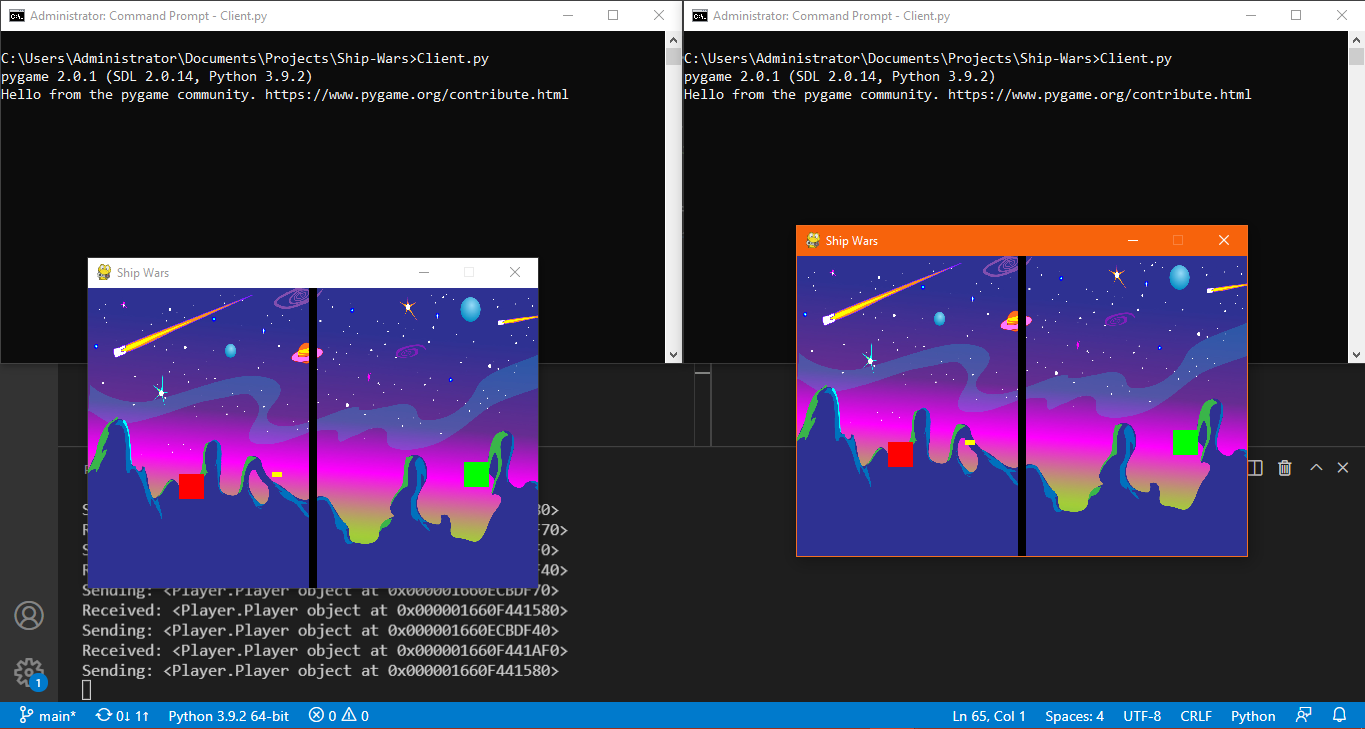 Administrator: Command Prompt - Client.py
C:\Users\Administrator\Documents\Projects\Ship-Wars>Client.py
pygame 2.0.1 (SDL 2.0.14, Python 3.9.2)
Hello from the pygame community. https://www.pygame.org/contribute.html
Administrator: Command Prompt - Client.py
C:\Users\Administrator\Documents\Projects\Ship-Wars>Client.py
pygame 2.0.1 (SDL 2.0.14, Python 3.9.2)
Hello from the pygame community. https://www.pygame.org/contribute.html
Ship Wars
Ship Wars
80>
F70>
F0>
F40>
Sending: <Player.Player object at 0x000001660ECBDF70>
Received: <Player.Player object at 0x000001660F441580>
Sending: <Player.Player object at 0x000001660ECBDF40>
Received: <Player.Player object at 0x000001660F441AF0>
Sending: <Player.Player object at 0x000001660F441580>
1
main* 0↓ 1↑ Python 3.9.2 64-bit 0 0 Ln 65, Col 1 Spaces: 4 UTF-8 CRLF Python